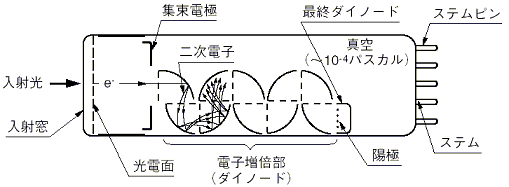 集束電極
最終ダイノード
ステムピン
二次電子
真空
(～10-4パスカル)
入射光
e-
入射窓
光電面
電子増倍部
(ダイノード)
陽極
ステム